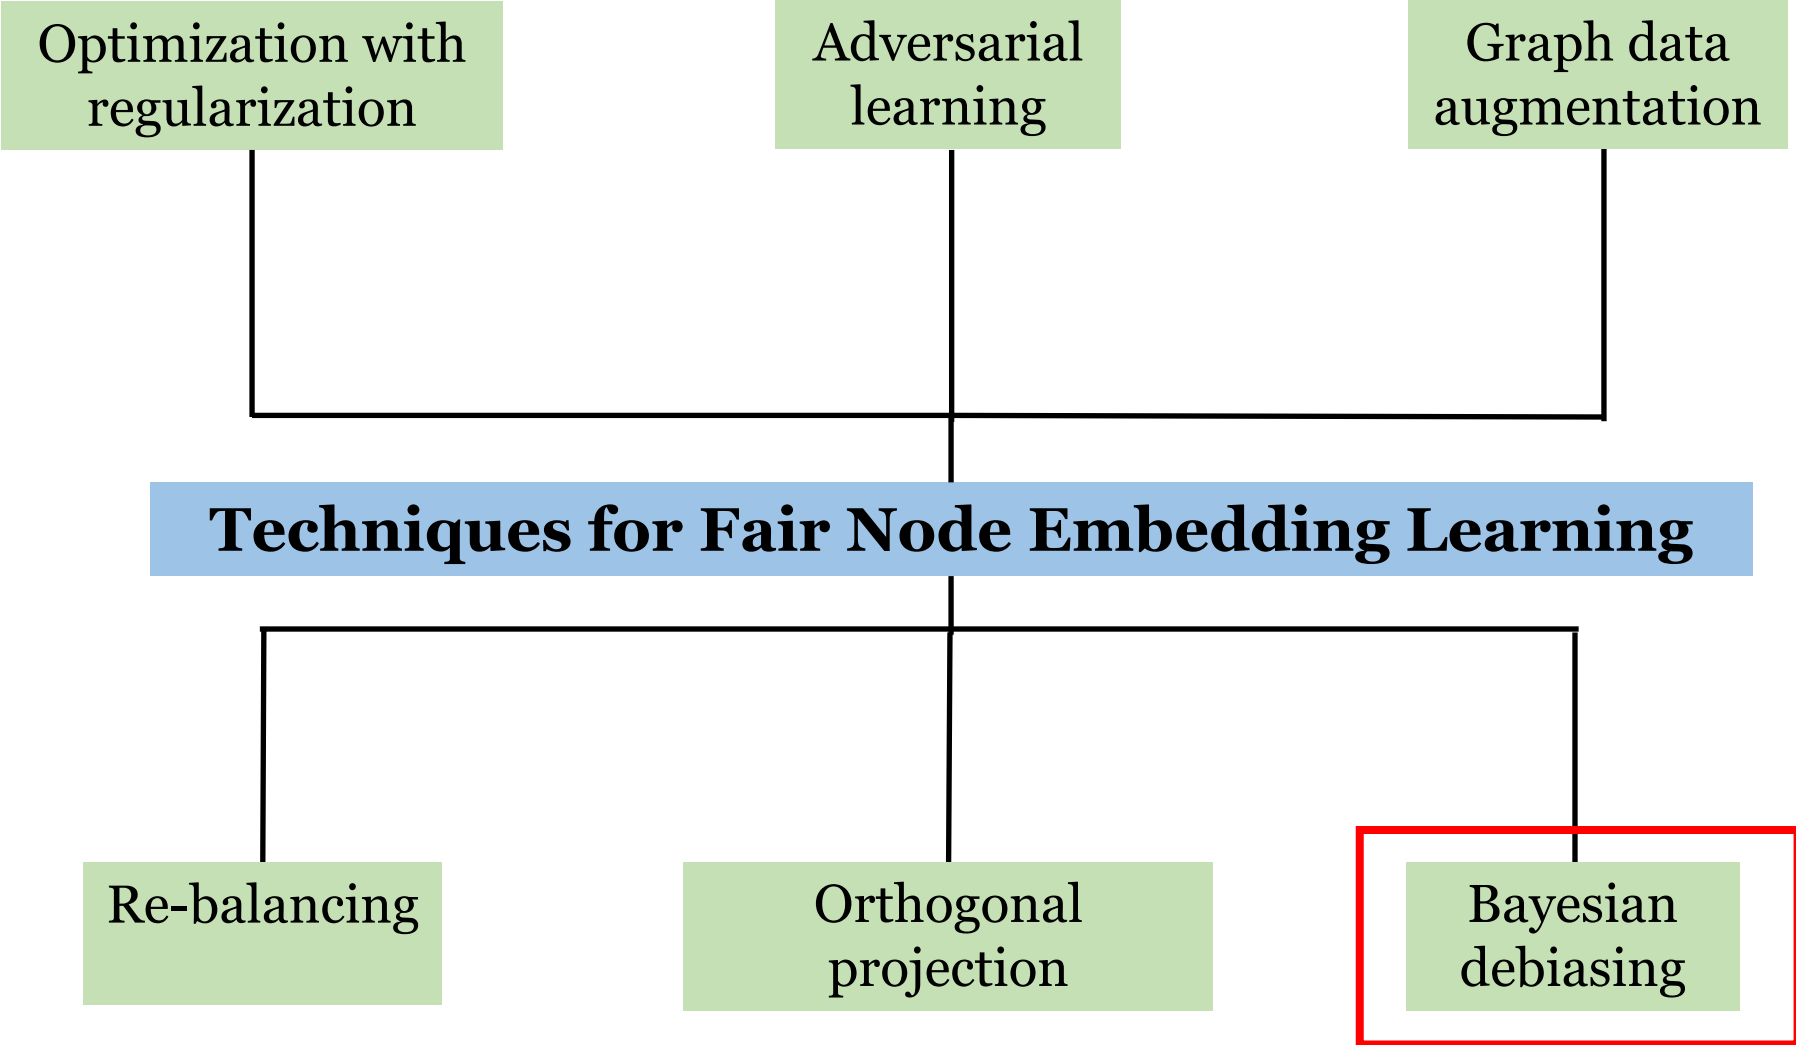 Optimization with
regularization
Adversarial
learning
Graph data
augmentation
Techniques for Fair Node Embedding Learning
Re-balancing
Orthogonal
projection
Bayesian
debiasing